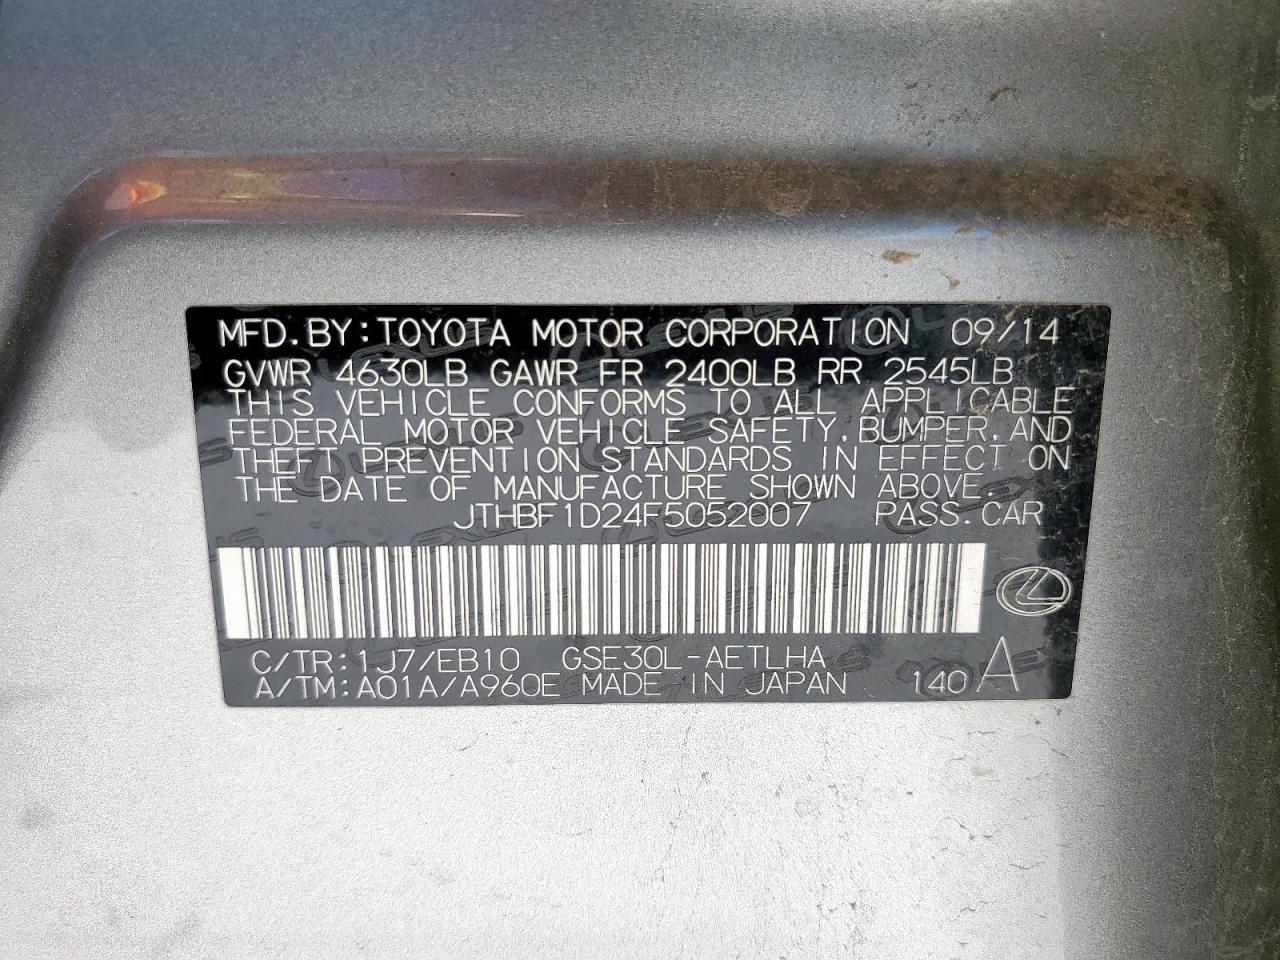 MFD. BY: TOYOTA MOTOR CORPORATION 09/14
GVWR 4630LB GAWR FR 2400LB RR 2545LB
THIS VEHICLE CONFORMS TO ALL APPLICABLE
FEDERAL MOTOR VEHICLE SAFETY, BUMPER, AND
THEFT PREVENTION STANDARDS IN EFFECT ON
THE DATE OF MANUFACTURE SHOWN ABOVE.
JTHBF1D24F5052007 PASS. CAR
C/TR: 1J7/EB10 GSE30L-AETLHA
A/TM: A01A/A960E MADE IN JAPAN 140 A